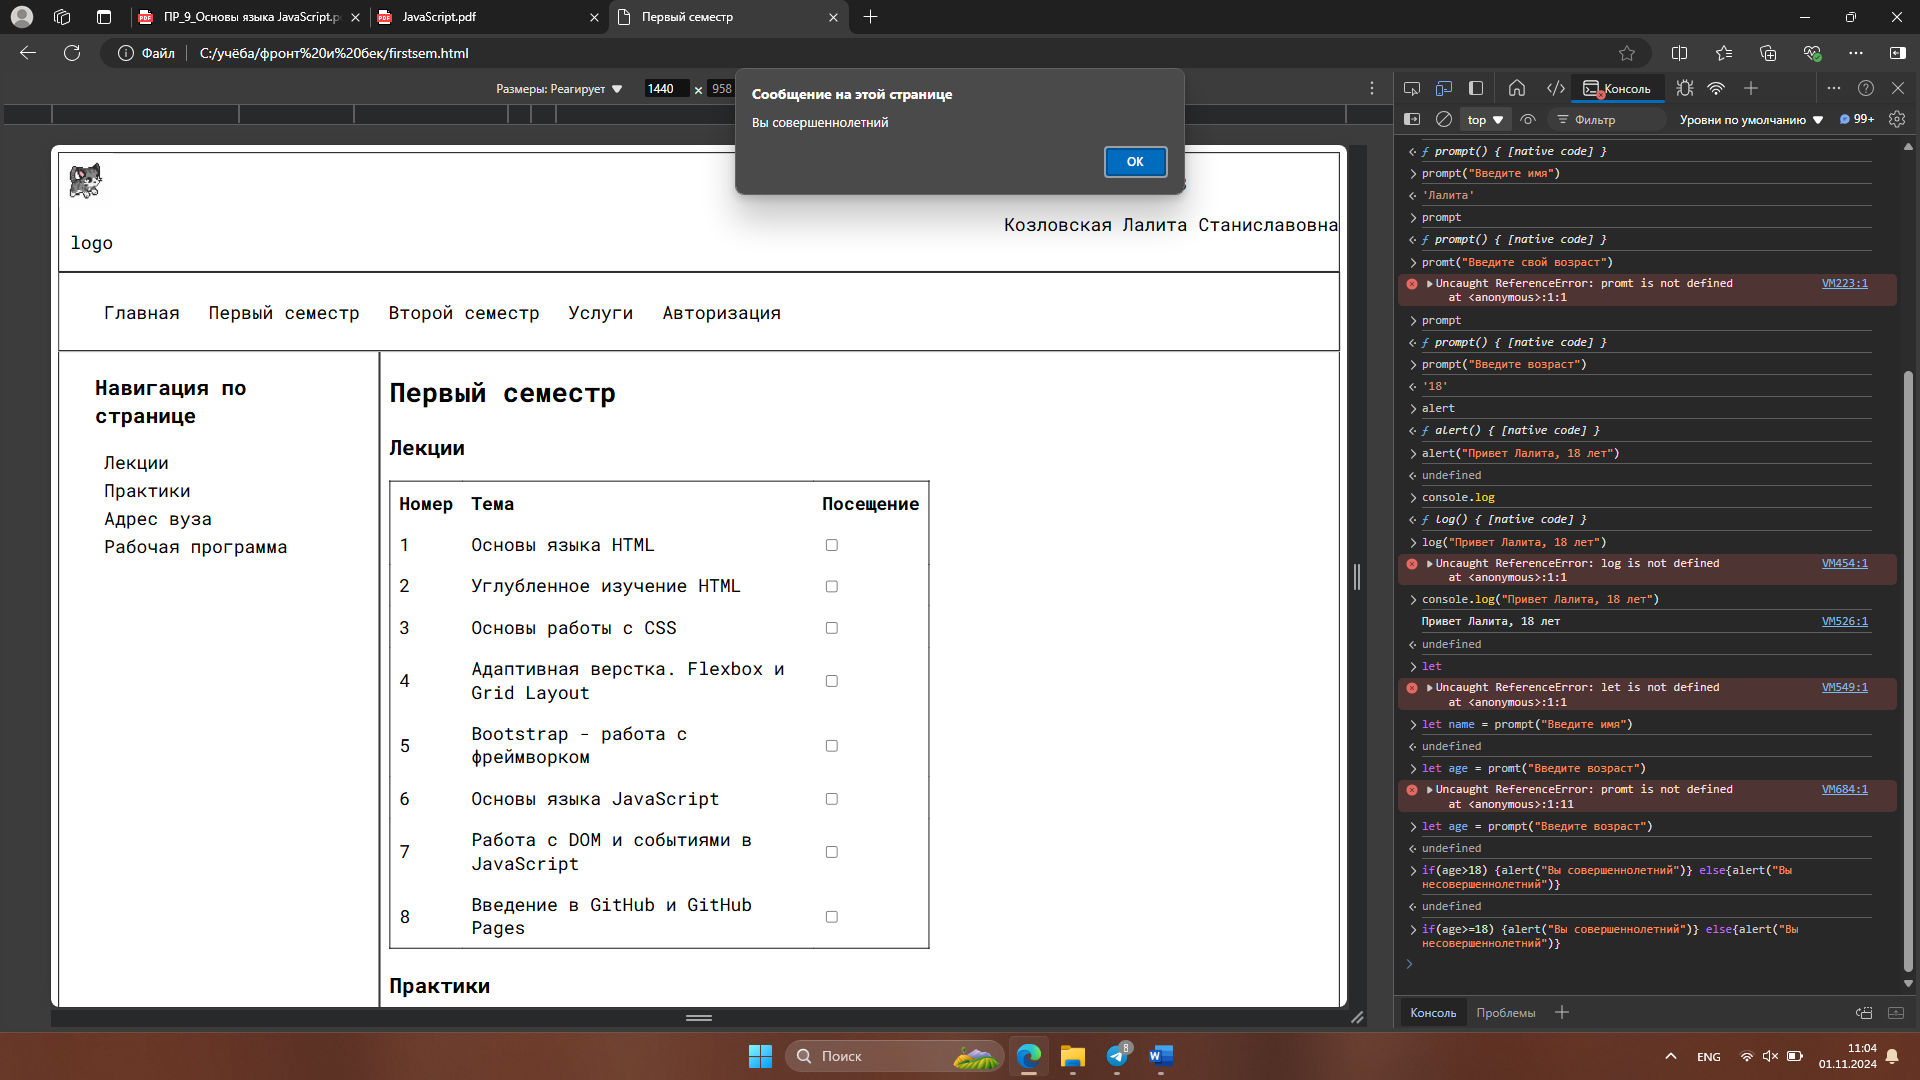 ПР_9_Основы языка JavaScript.p
JavaScript.pdf
Первый семестр
Файл
C:/учёба/фронт%20и%20бек/firstsem.html
Размеры: Реагирует
1440
×
958
Сообщение на этой странице
Вы совершеннолетний
ОК
logo
Козловская Лалита Станиславовна
Главная
Первый семестр
Второй семестр
Услуги
Авторизация
Навигация по
странице
Лекции
Практики
Адрес вуза
Рабочая программа
Первый семестр
Лекции
Номер Тема Посещение
1 Основы языка HTML
2 Углубленное изучение HTML
3 Основы работы с CSS
4 Адаптивная верстка. Flexbox и
Grid Layout
5 Bootstrap - работа с
фреймворком
6 Основы языка JavaScript
7 Работа с DOM и событиями в
JavaScript
8 Введение в GitHub и GitHub
Pages
Практики
Консоль
top
Фильтр
Уровни по умолчанию
99+
ƒ prompt() { [native code] }
prompt("Введите имя")
'Лалита'
prompt
ƒ prompt() { [native code] }
promt("Введите свой возраст")
Uncaught ReferenceError: promt is not defined VM223:1
at <anonymous>:1:1
prompt
ƒ prompt() { [native code] }
prompt("Введите возраст")
'18'
alert
ƒ alert() { [native code] }
alert("Привет Лалита, 18 лет")
undefined
console.log
ƒ log() { [native code] }
log("Привет Лалита, 18 лет")
Uncaught ReferenceError: log is not defined VM454:1
at <anonymous>:1:1
console.log("Привет Лалита, 18 лет")
Привет Лалита, 18 лет VM526:1
undefined
let
Uncaught ReferenceError: let is not defined VM549:1
at <anonymous>:1:1
let name = prompt("Введите имя")
undefined
let age = promt("Введите возраст")
Uncaught ReferenceError: promt is not defined VM684:1
at <anonymous>:1:11
let age = prompt("Введите возраст")
undefined
if(age>18) {alert("Вы совершеннолетний")} else{alert("Вы
несовершеннолетний")}
undefined
if(age>=18) {alert("Вы совершеннолетний")} else{alert("Вы
несовершеннолетний")}
Консоль
Проблемы
Поиск
8
ENG
11:04
01.11.2024